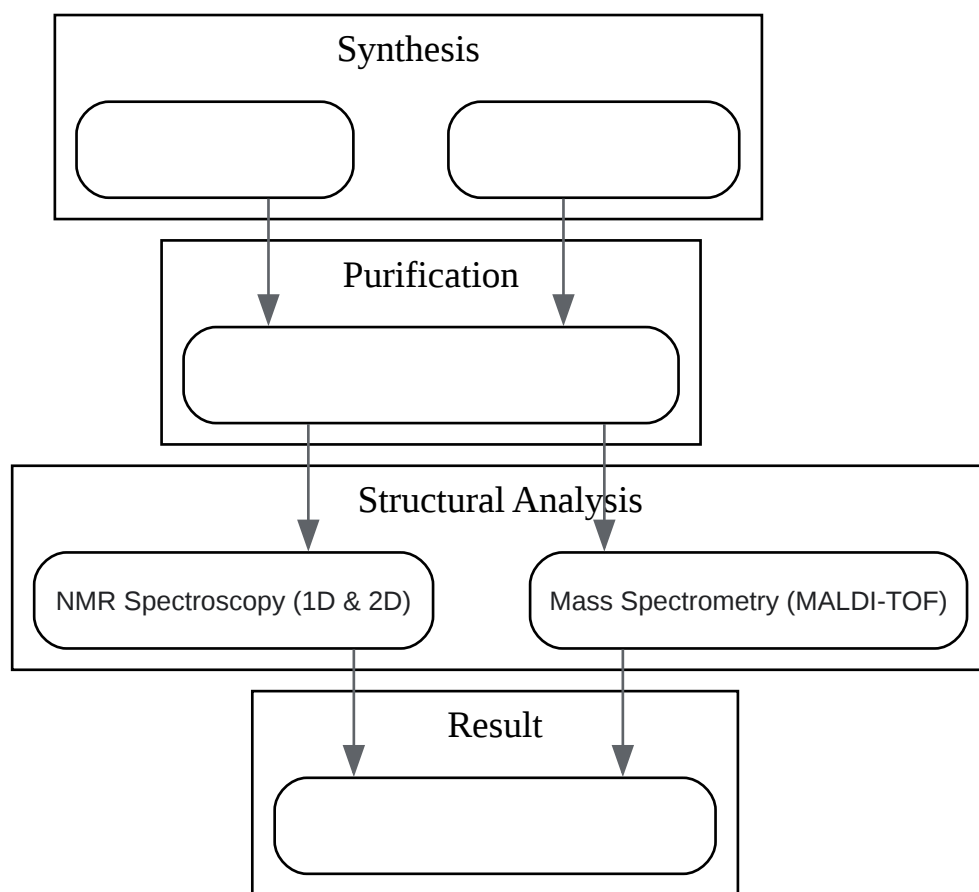 Synthesis
Purification
Structural Analysis
NMR Spectroscopy (1D & 2D)
Mass Spectrometry (MALDI-TOF)
Result